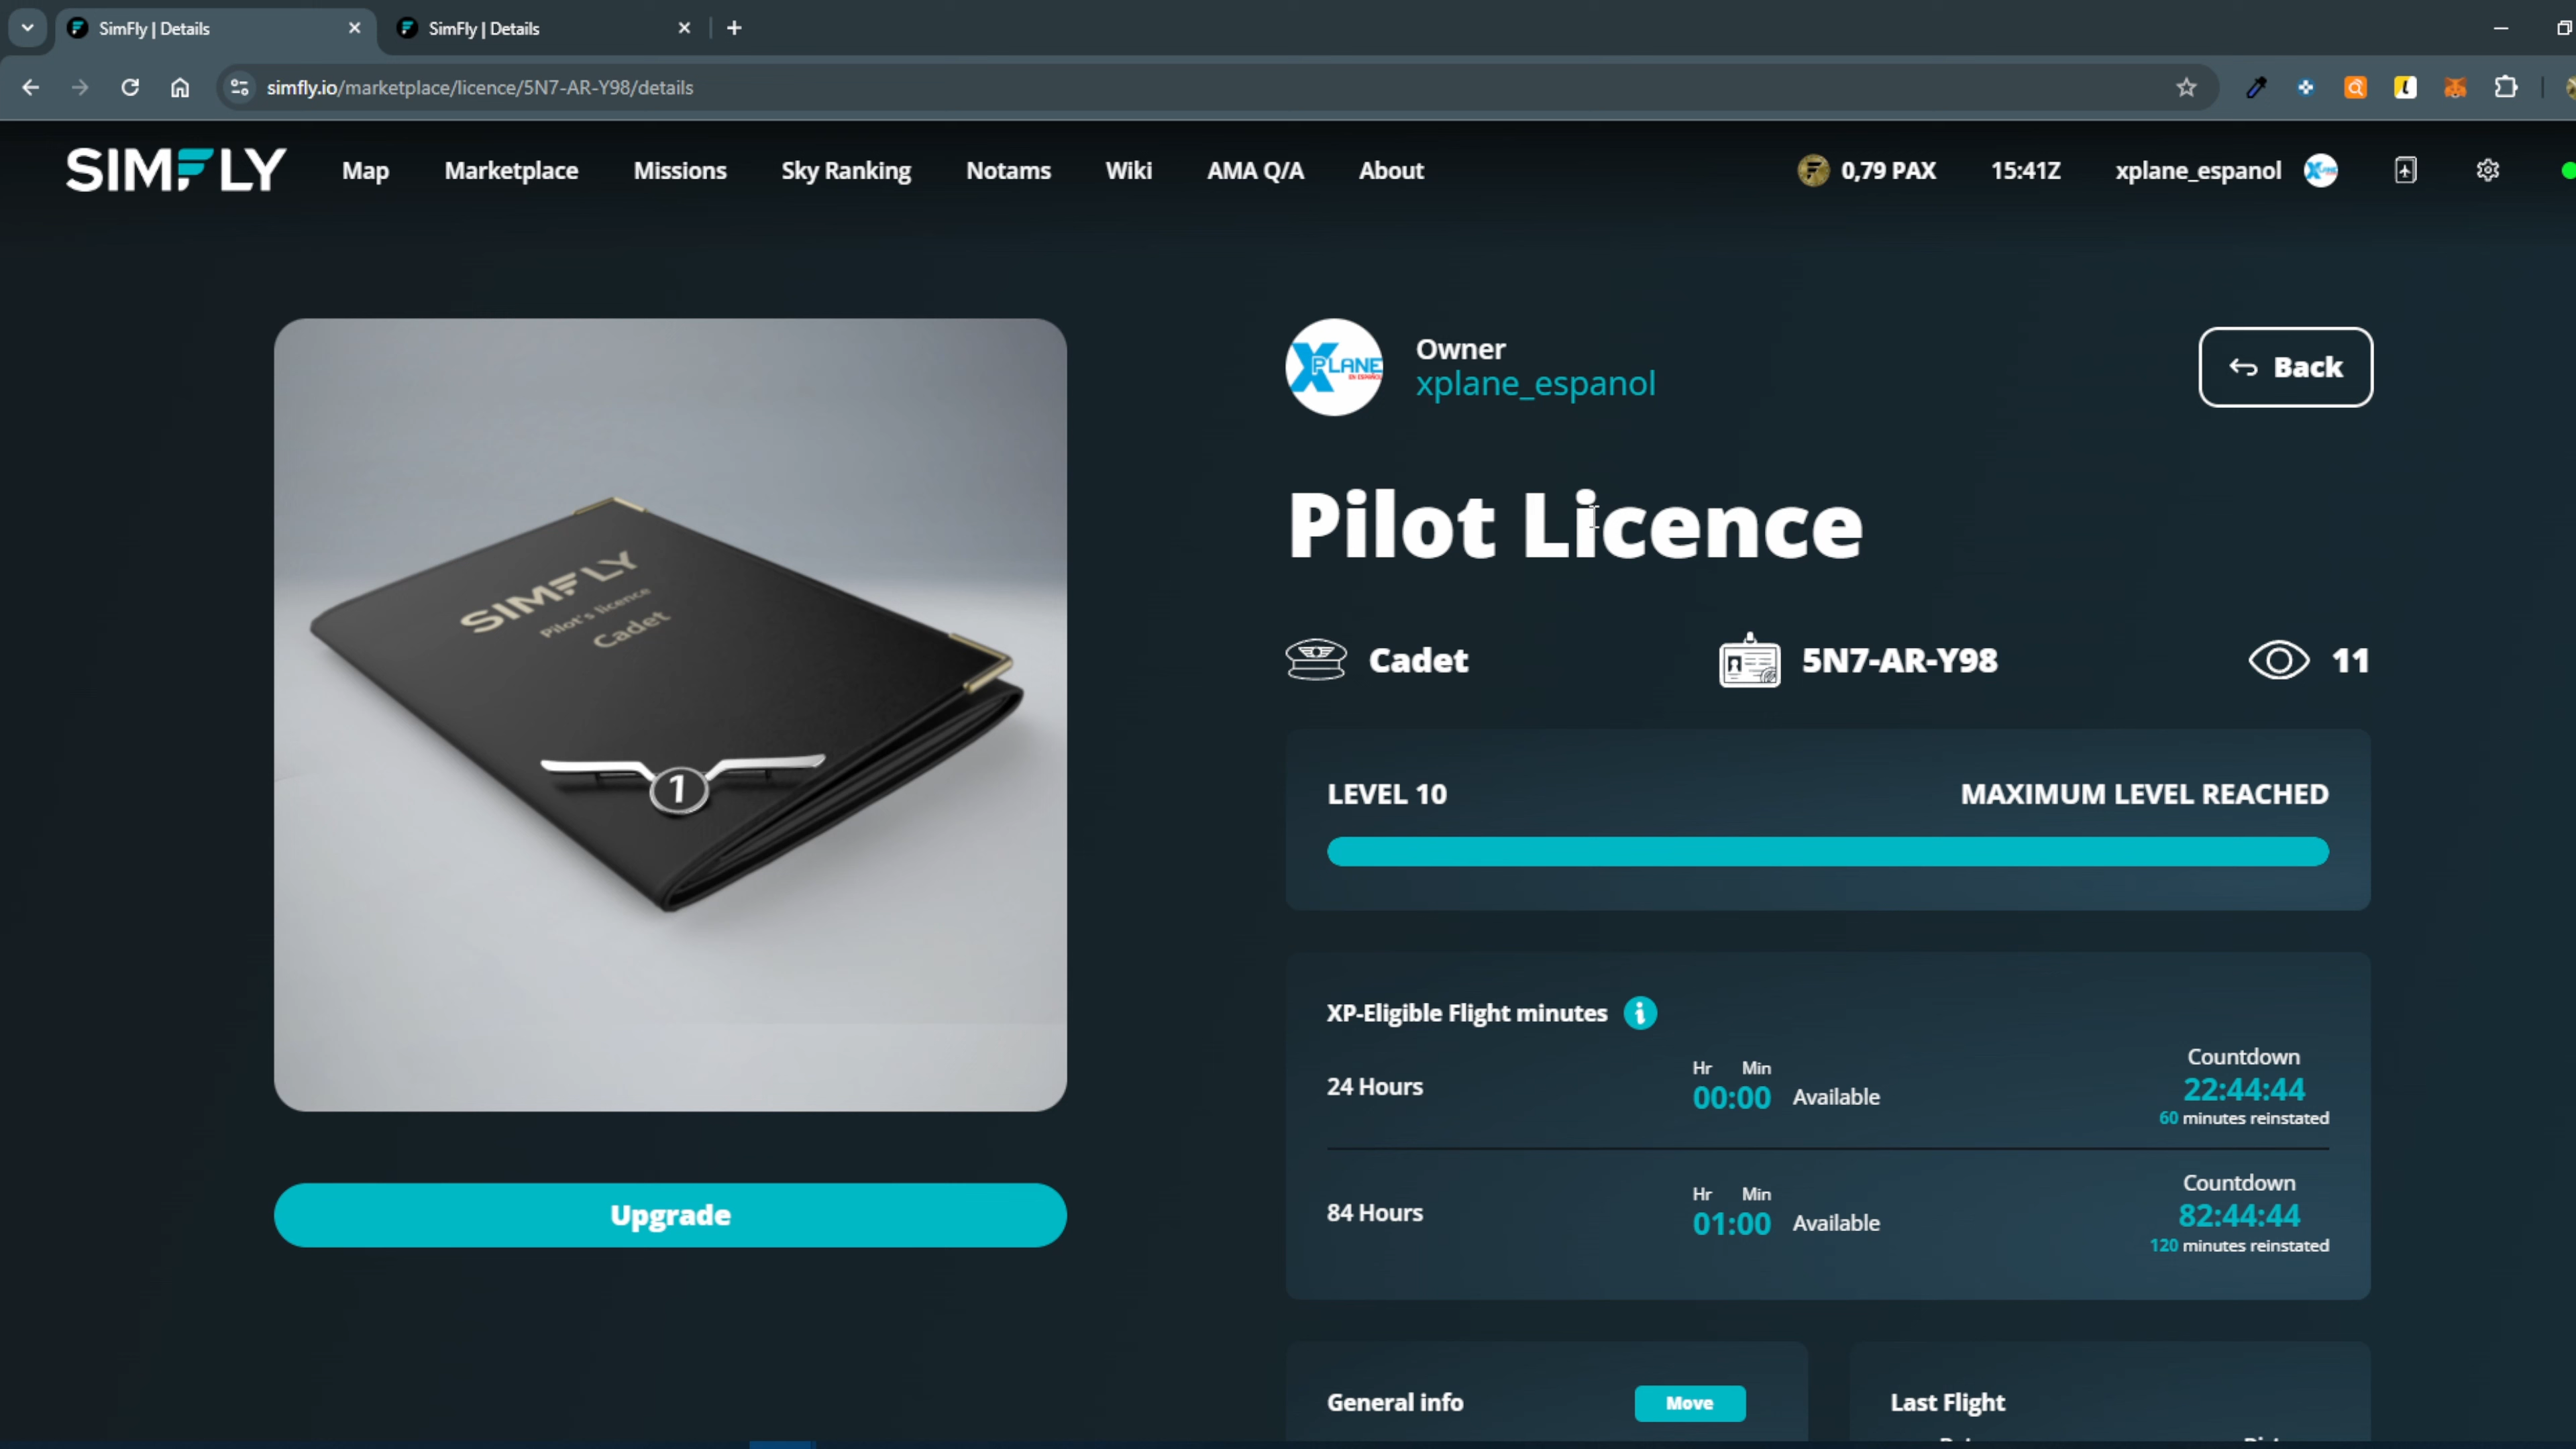 SimFly | Details
SimFly | Details
simfly.io/marketplace/licence/5N7-AR-Y98/details
SIMFLY
Map
Marketplace
Missions
Sky Ranking
Notams
Wiki
AMA Q/A
About
0,79 PAX
15:41Z
xplane_espanol
Owner
xplane_espanol
Back
XPLANE
Pilot Licence
SIMFLY
Pilot's licence
Cadet
1
Cadet
5N7-AR-Y98
11
LEVEL 10
MAXIMUM LEVEL REACHED
XP-Eligible Flight minutes
24 Hours
Hr Min
00:00 Available
Countdown
22:44:44
60 minutes reinstated
84 Hours
Hr Min
01:00 Available
Countdown
82:44:44
120 minutes reinstated
Upgrade
General info
Move
Last Flight